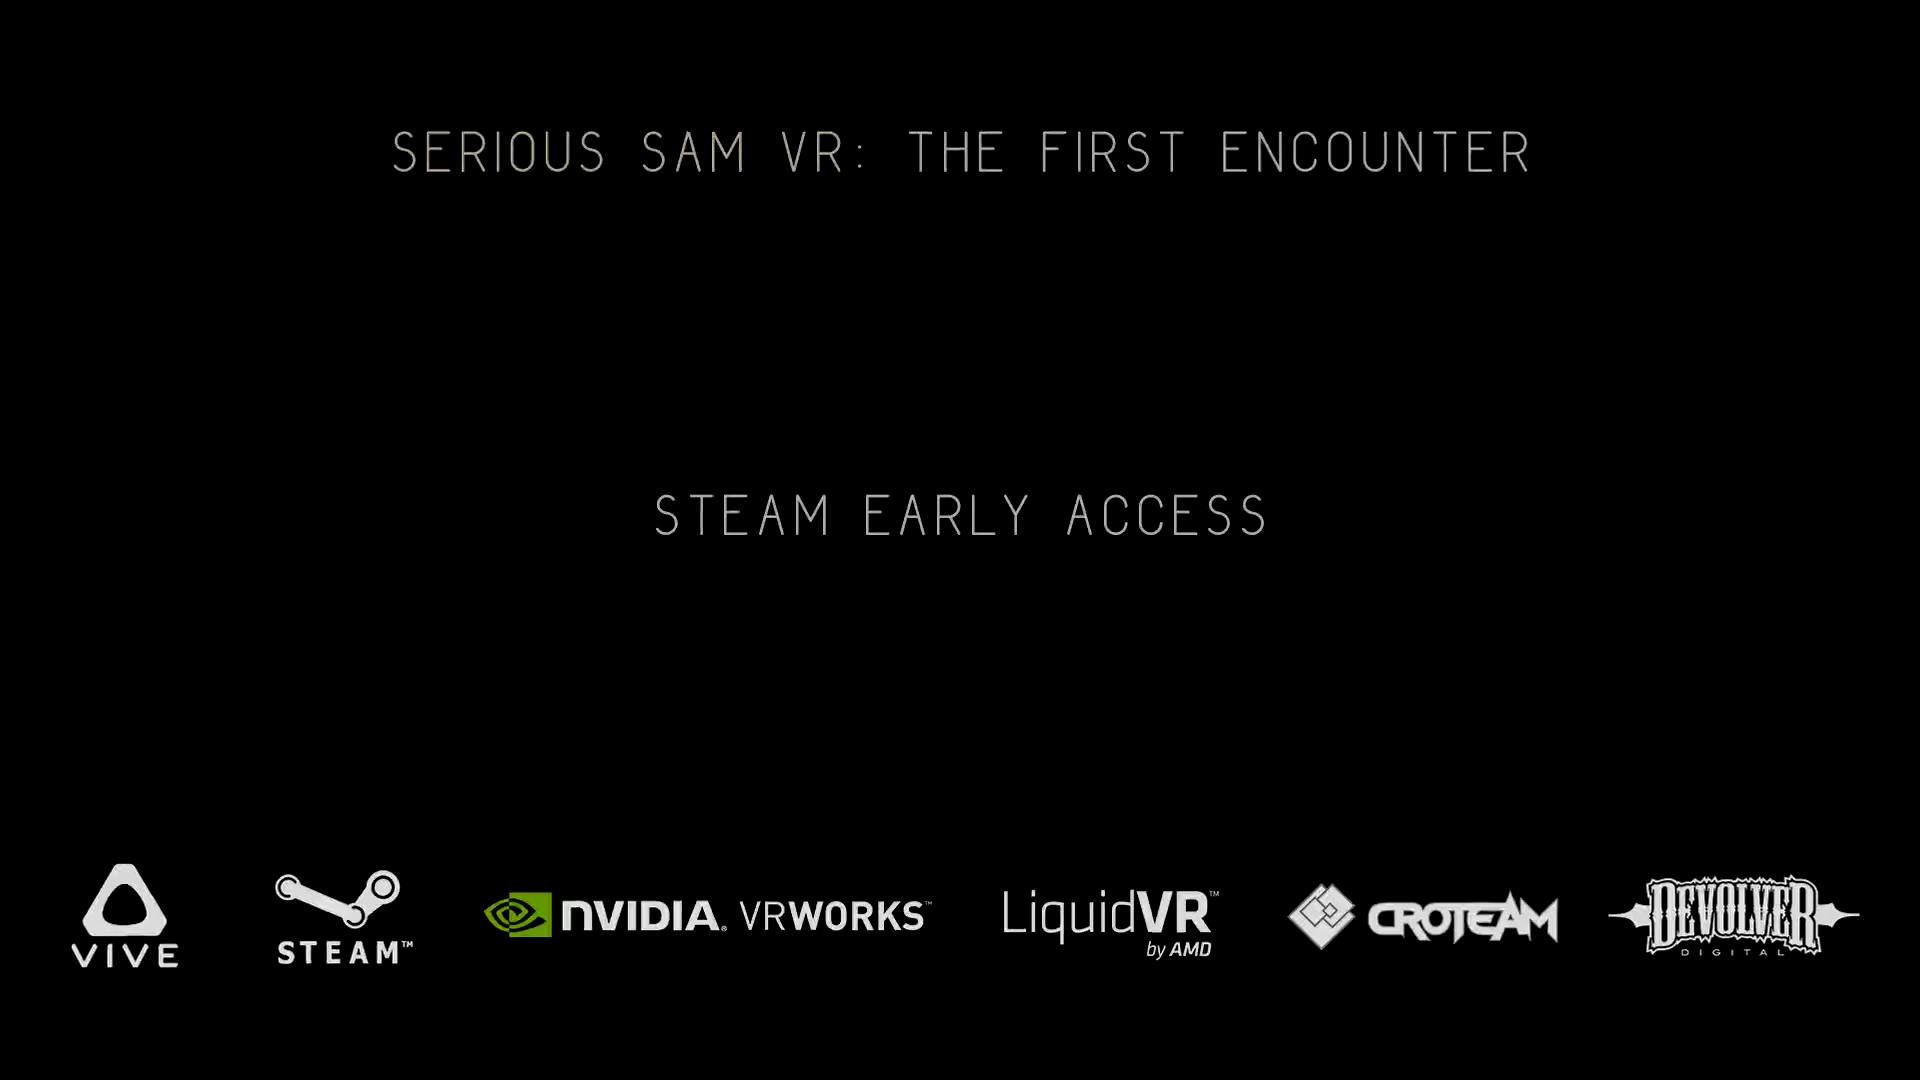 SERIOUS SAM VR: THE FIRST ENCOUNTER
STEAM EARLY ACCESS
VIVE
STEAM™
NVIDIA. VRWORKS™
LiquidVR™
by AMD
CROTEAM
DEVOLVER
DIGITAL